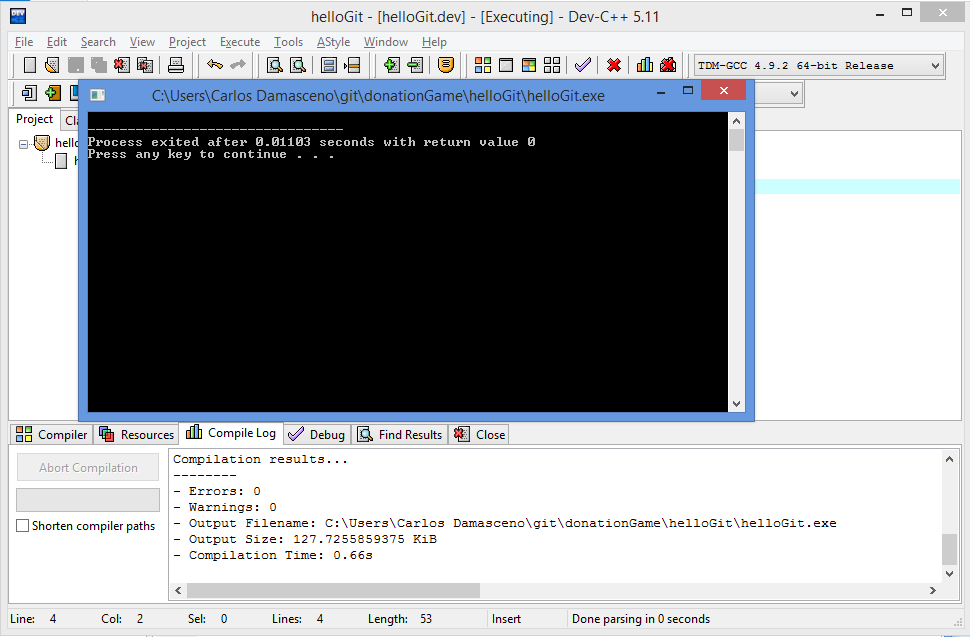 helloGit - [helloGit.dev] - [Executing] - Dev-C++ 5.11
File Edit Search View Project Execute Tools AStyle Window Help
TDM-GCC 4.9.2 64-bit Release
C:\Users\Carlos Damasceno\git\donationGame\helloGit\helloGit.exe
Project Cla
hello
--------------------------------
Process exited after 0.01103 seconds with return value 0
Press any key to continue . . .
Compiler Resources Compile Log Debug Find Results Close
Abort Compilation
Shorten compiler paths
Compilation results...
--------
- Errors: 0
- Warnings: 0
- Output Filename: C:\Users\Carlos Damasceno\git\donationGame\helloGit\helloGit.exe
- Output Size: 127.7255859375 KiB
- Compilation Time: 0.66s
Line: 4 Col: 2 Sel: 0 Lines: 4 Length: 53 Insert Done parsing in 0 seconds